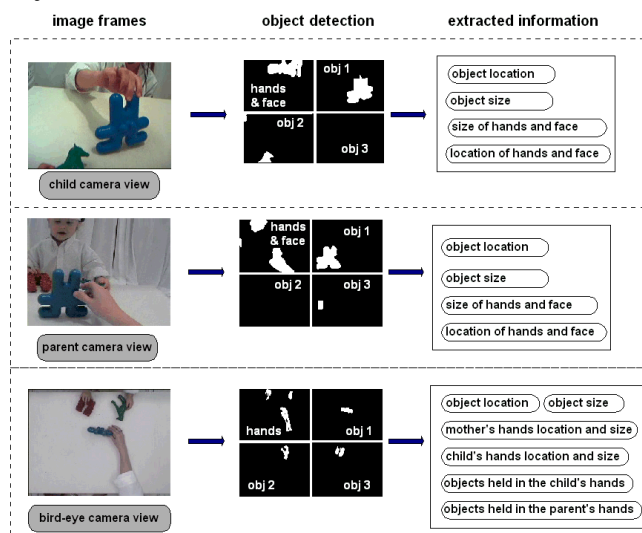 image frames
object detection
extracted information
hands
& face
obj 1
obj 2
obj 3
object location
object size
size of hands and face
location of hands and face
child camera view
hands
& face
obj 1
obj 2
obj 3
object location
object size
size of hands and face
location of hands and face
parent camera view
hands
obj 1
obj 2
obj 3
object location object size
mother's hands location and size
child's hands location and size
objects held in the child's hands
objects held in the parent's hands
bird-eye camera view